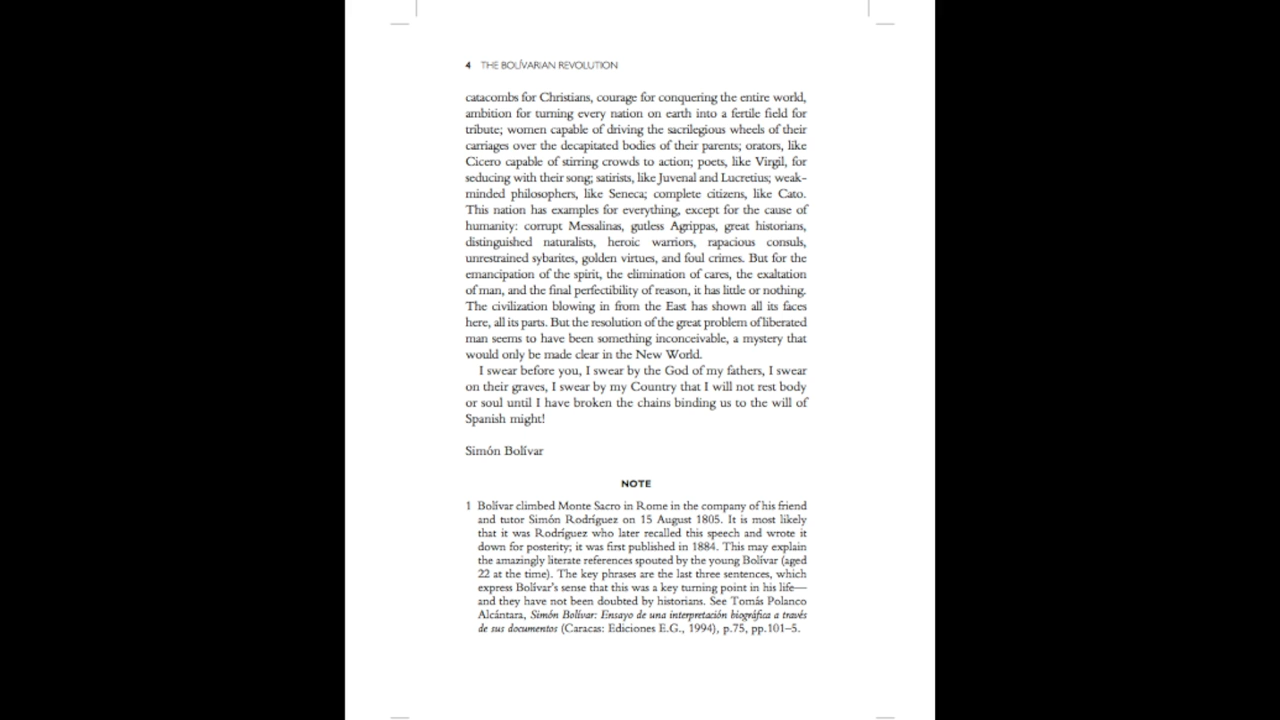 4 THE BOLÍVARIAN REVOLUTION
catacombs for Christians, courage for conquering the entire world,
ambition for turning every nation on earth into a fertile field for
tribute; women capable of driving the sacrilegious wheels of their
carriages over the decapitated bodies of their parents; orators, like
Cicero capable of stirring crowds to action; poets, like Virgil, for
seducing with their song; satirists, like Juvenal and Lucretius; weak-
minded philosophers, like Seneca; complete citizens, like Cato.
This nation has examples for everything, except for the cause of
humanity: corrupt Messalinas, gutless Agrippas, great historians,
distinguished naturalists, heroic warriors, rapacious consuls,
unrestrained sybarites, golden virtues, and foul crimes. But for the
emancipation of the spirit, the elimination of cares, the exaltation
of man, and the final perfectibility of reason, it has little or nothing.
The civilization blowing in from the East has shown all its faces
here, all its parts. But the resolution of the great problem of liberated
man seems to have been something inconceivable, a mystery that
would only be made clear in the New World.
I swear before you, I swear by the God of my fathers, I swear
on their graves, I swear by my Country that I will not rest body
or soul until I have broken the chains binding us to the will of
Spanish might!
Simón Bolívar
NOTE
1 Bolívar climbed Monte Sacro in Rome in the company of his friend
and tutor Simón Rodríguez on 15 August 1805. It is most likely
that it was Rodríguez who later recalled this speech and wrote it
down for posterity; it was first published in 1884. This may explain
the amazingly literate references spouted by the young Bolívar (aged
22 at the time). The key phrases are the last three sentences, which
express Bolívar's sense that this was a key turning point in his life—
and they have not been doubted by historians. See Tomás Polanco
Alcántara, Simón Bolívar: Ensayo de una interpretación biográfica a través
de sus documentos (Caracas: Ediciones E.G., 1994), p.75, pp.101–5.